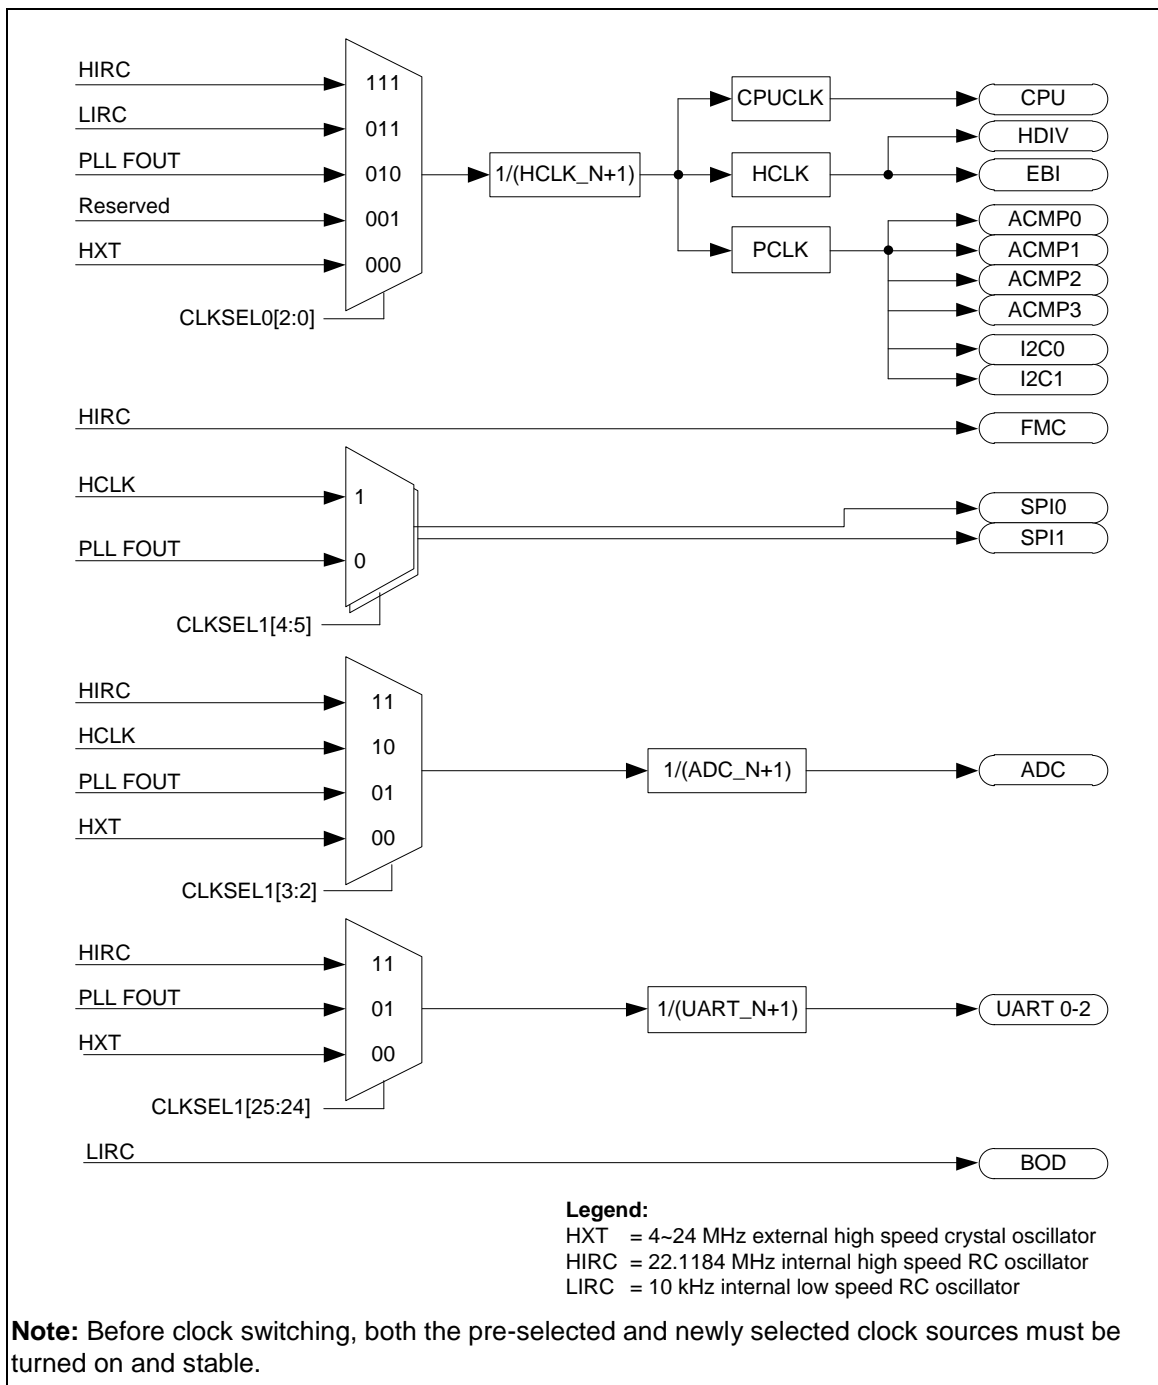 HIRC
LIRC
PLL FOUT
Reserved
HXT
111
011
010
001
000
CLKSEL0[2:0]
1/(HCLK_N+1)
CPUCLK
HCLK
PCLK
CPU
HDIV
EBI
ACMP0
ACMP1
ACMP2
ACMP3
I2C0
I2C1
HIRC
FMC
HCLK
PLL FOUT
1
0
CLKSEL1[4:5]
SPI0
SPI1
HIRC
HCLK
PLL FOUT
HXT
11
10
01
00
CLKSEL1[3:2]
1/(ADC_N+1)
ADC
HIRC
PLL FOUT
HXT
11
01
00
CLKSEL1[25:24]
1/(UART_N+1)
UART 0-2
LIRC
BOD
Legend:
HXT = 4~24 MHz external high speed crystal oscillator
HIRC = 22.1184 MHz internal high speed RC oscillator
LIRC = 10 kHz internal low speed RC oscillator
Note: Before clock switching, both the pre-selected and newly selected clock sources must be
turned on and stable.